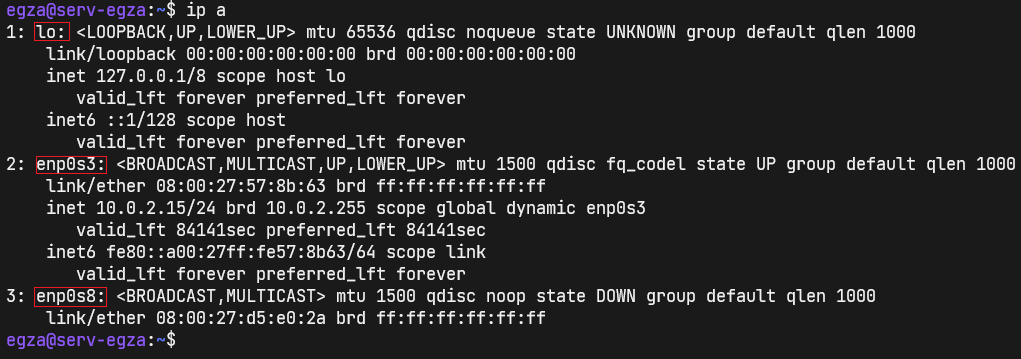 egza@serv-egza:~$ ip a
1: lo: <LOOPBACK,UP,LOWER_UP> mtu 65536 qdisc noqueue state UNKNOWN group default qlen 1000
    link/loopback 00:00:00:00:00:00 brd 00:00:00:00:00:00
    inet 127.0.0.1/8 scope host lo
       valid_lft forever preferred_lft forever
    inet6 ::1/128 scope host
       valid_lft forever preferred_lft forever
2: enp0s3: <BROADCAST,MULTICAST,UP,LOWER_UP> mtu 1500 qdisc fq_codel state UP group default qlen 1000
    link/ether 08:00:27:57:8b:63 brd ff:ff:ff:ff:ff:ff
    inet 10.0.2.15/24 brd 10.0.2.255 scope global dynamic enp0s3
       valid_lft 84141sec preferred_lft 84141sec
    inet6 fe80::a00:27ff:fe57:8b63/64 scope link
       valid_lft forever preferred_lft forever
3: enp0s8: <BROADCAST,MULTICAST> mtu 1500 qdisc noop state DOWN group default qlen 1000
    link/ether 08:00:27:d5:e0:2a brd ff:ff:ff:ff:ff:ff
egza@serv-egza:~$